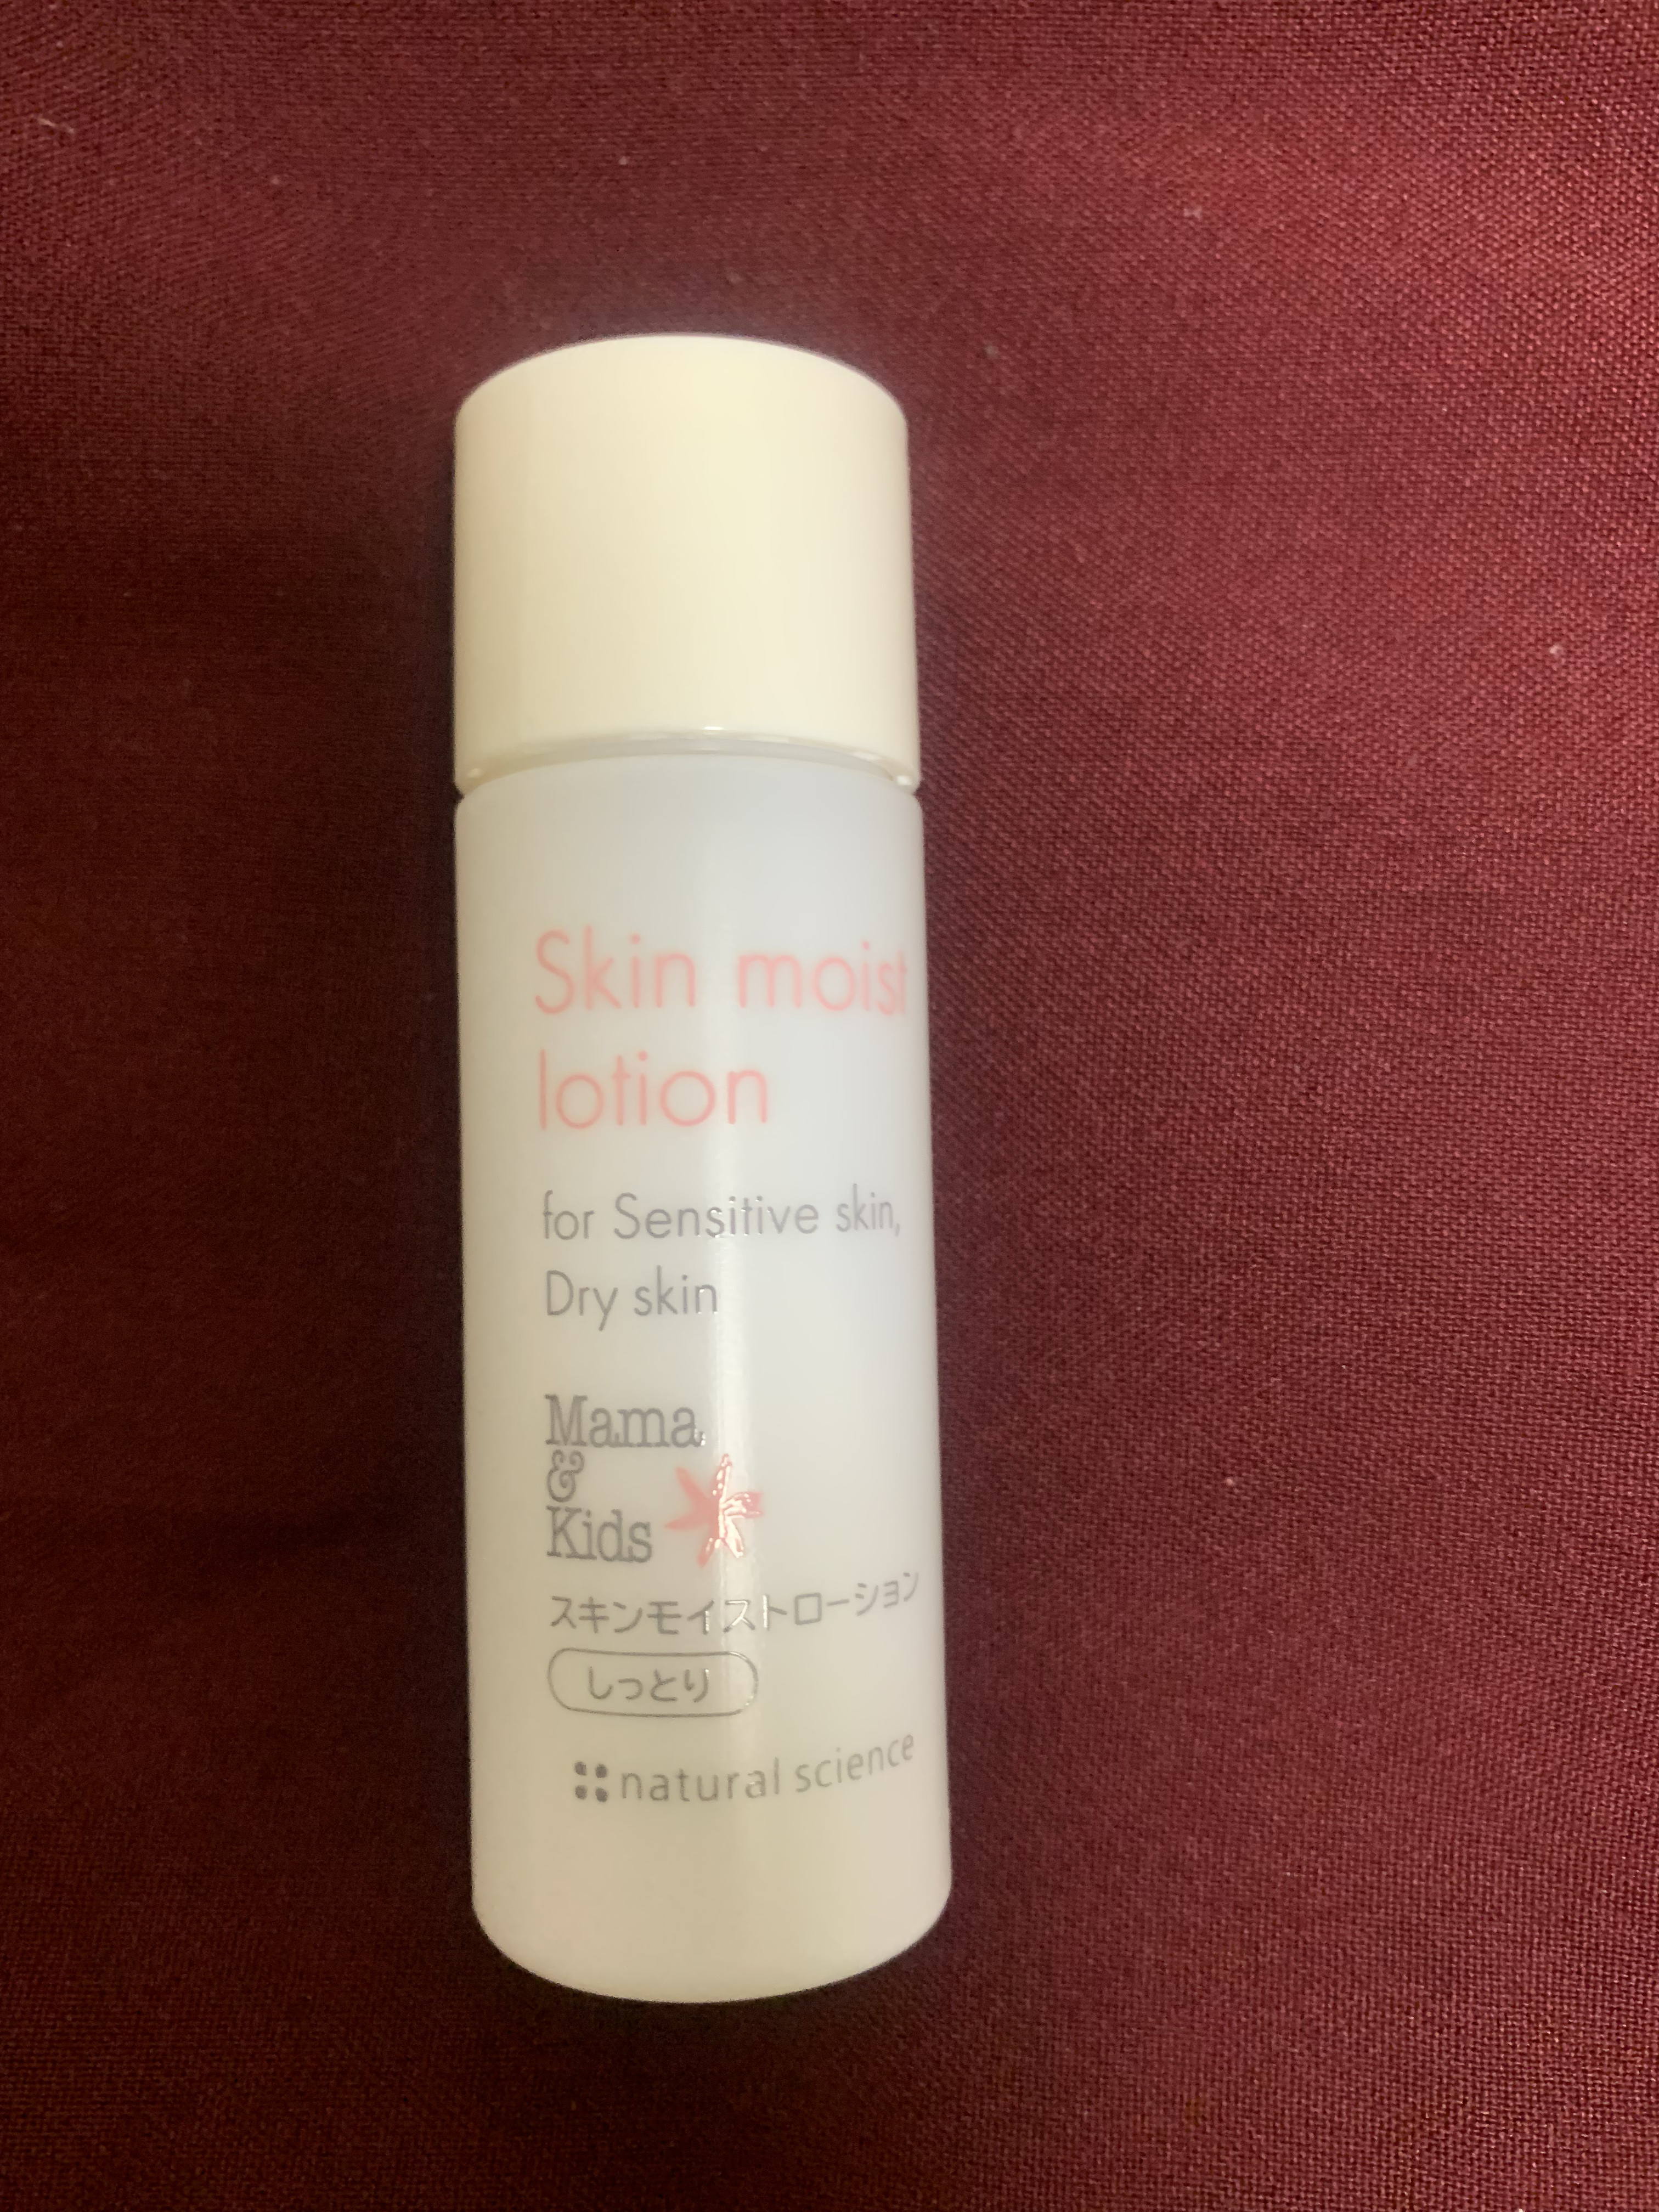 Skin moist
lotion
for Sensitive skin,
Dry skin
Mama
&
Kids
スキンモイストローション
しっとり
natural science